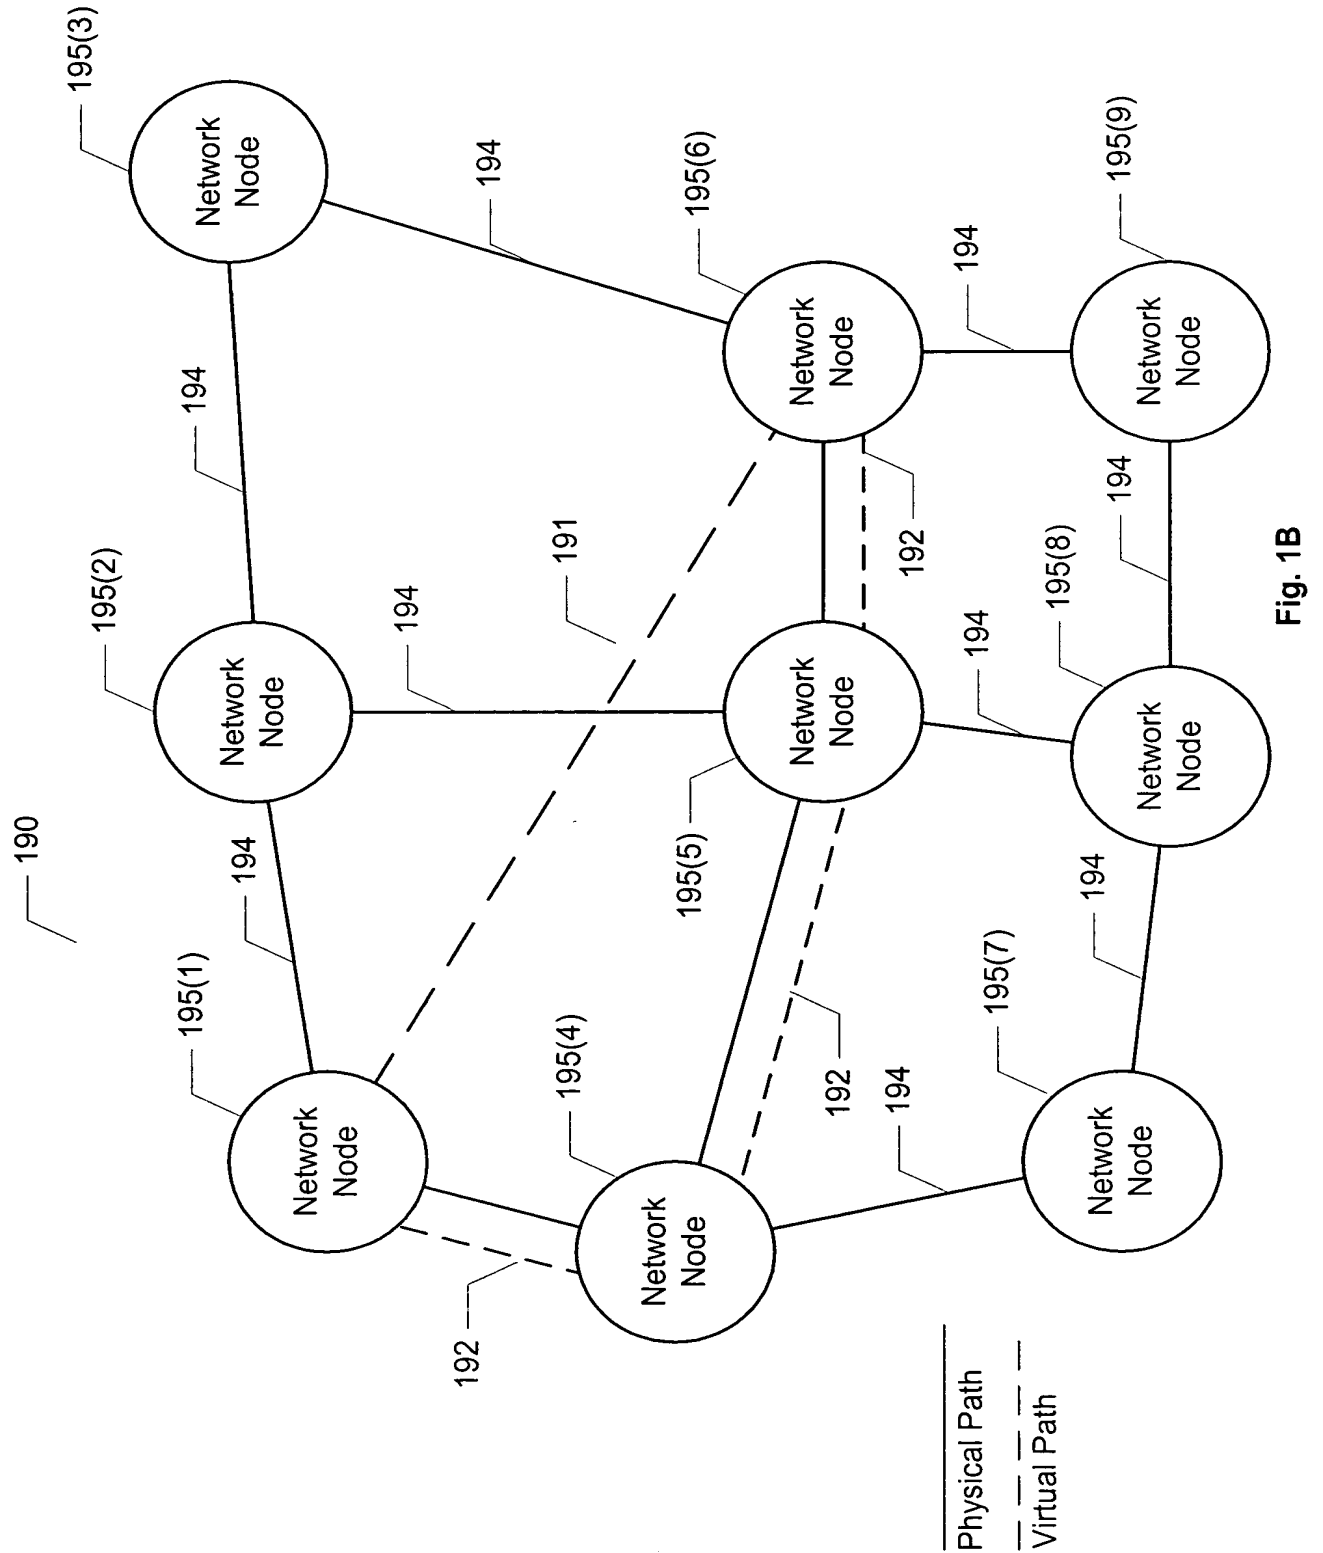 190
195(1)
194
195(2)
194
195(3)
Network
Node
Network
Node
Network
Node
192
195(4)
194
191
194
Network
Node
195(5)
Network
Node
195(6)
Network
Node
192
192
194
195(7)
194
195(8)
194
194
194
195(9)
Network
Node
Network
Node
Network
Node
Physical Path
Virtual Path
Fig. 1B